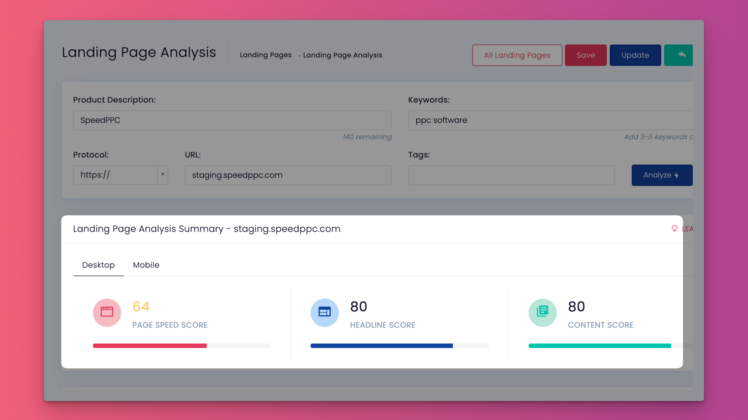 Landing Page Analysis
Landing Pages - Landing Page Analysis
All Landing Pages
Save
Update
Product Description:
Keywords:
SpeedPPC
ppc software
140 remaining
Add 3-5 keywords
Protocol:
URL:
Tags:
https://
staging.speedppc.com
Analyze
Landing Page Analysis Summary - staging.speedppc.com
Desktop
Mobile
64
PAGE SPEED SCORE
80
HEADLINE SCORE
80
CONTENT SCORE